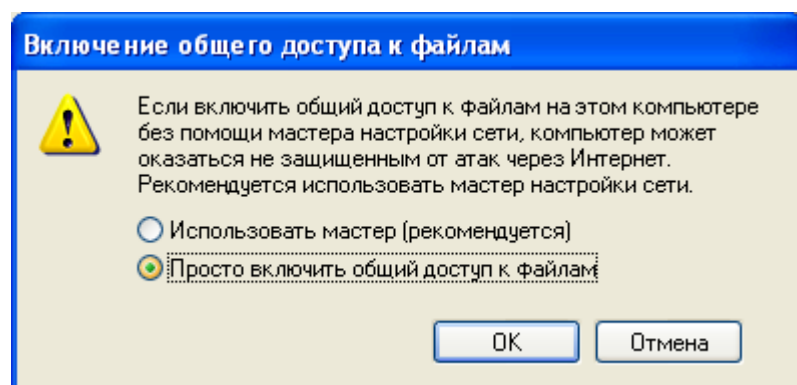 Включение общего доступа к файлам
Если включить общий доступ к файлам на этом компьютере
без помощи мастера настройки сети, компьютер может
оказаться не защищенным от атак через Интернет.
Рекомендуется использовать мастер настройки сети.
Использовать мастер (рекомендуется)
Просто включить общий доступ к файлам
ОК
Отмена